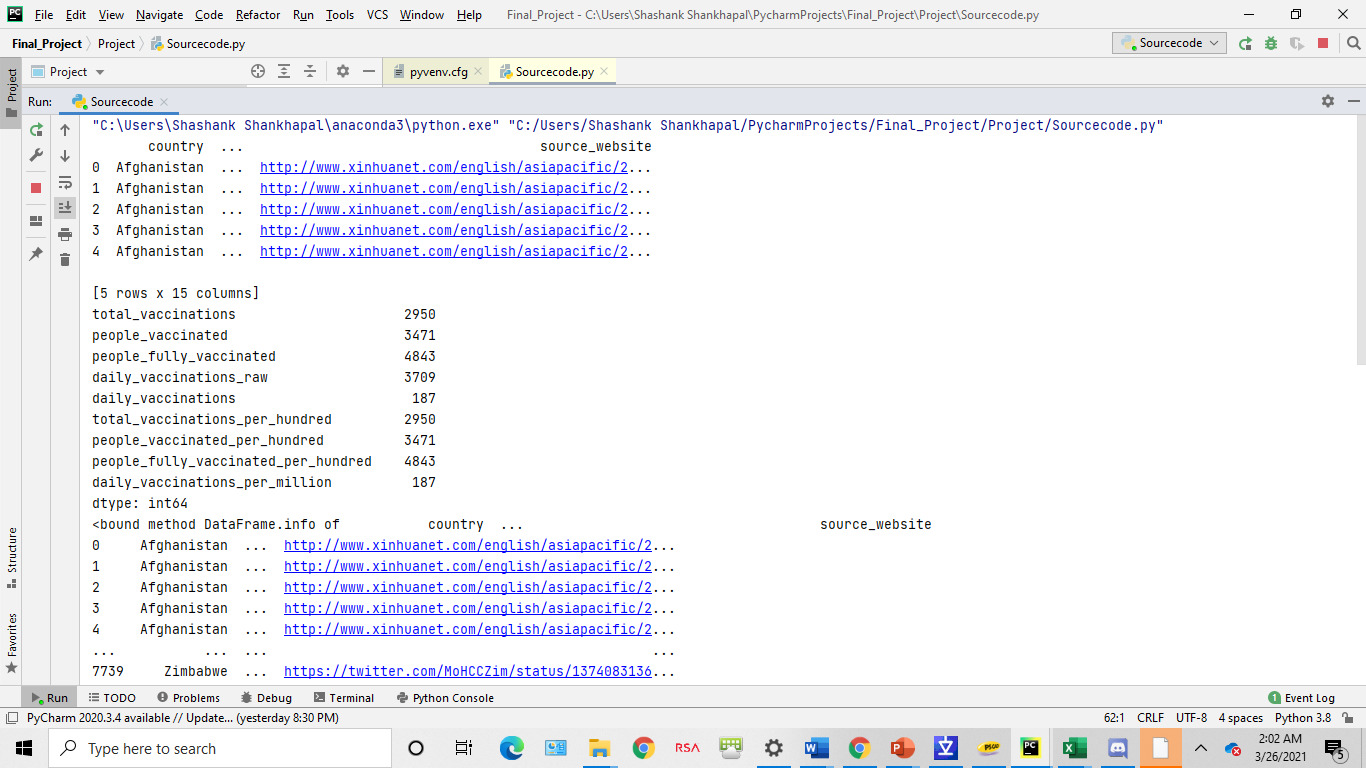 PC File Edit View Navigate Code Refactor Run Tools VCS Window Help Final_Project - C:\Users\Shashank Shankhapal\PycharmProjects\Final_Project\Project\Sourcecode.py
Final_Project Project Sourcecode.py Sourcecode
Project pyvenv.cfg Sourcecode.py
Project
Run: Sourcecode
"C:\Users\Shashank Shankhapal\anaconda3\python.exe" "C:/Users/Shashank Shankhapal/PycharmProjects/Final_Project/Project/Sourcecode.py"
country ... source_website
0 Afghanistan ... http://www.xinhuanet.com/english/asiapacific/2...
1 Afghanistan ... http://www.xinhuanet.com/english/asiapacific/2...
2 Afghanistan ... http://www.xinhuanet.com/english/asiapacific/2...
3 Afghanistan ... http://www.xinhuanet.com/english/asiapacific/2...
4 Afghanistan ... http://www.xinhuanet.com/english/asiapacific/2...
[5 rows x 15 columns]
total_vaccinations 2950
people_vaccinated 3471
people_fully_vaccinated 4843
daily_vaccinations_raw 3709
daily_vaccinations 187
total_vaccinations_per_hundred 2950
people_vaccinated_per_hundred 3471
people_fully_vaccinated_per_hundred 4843
daily_vaccinations_per_million 187
dtype: int64
<bound method DataFrame.info of country ... source_website
0 Afghanistan ... http://www.xinhuanet.com/english/asiapacific/2...
1 Afghanistan ... http://www.xinhuanet.com/english/asiapacific/2...
2 Afghanistan ... http://www.xinhuanet.com/english/asiapacific/2...
3 Afghanistan ... http://www.xinhuanet.com/english/asiapacific/2...
4 Afghanistan ... http://www.xinhuanet.com/english/asiapacific/2...
... ... ... ...
7739 Zimbabwe ... https://twitter.com/MoHCCZim/status/1374083136...
Structure
Favorites
Run TODO Problems Debug Terminal Python Console 1 Event Log
PyCharm 2020.3.4 available // Update... (yesterday 8:30 PM) 62:1 CRLF UTF-8 4 spaces Python 3.8
Type here to search RSA W P PC X 2:02 AM
3/26/2021 5